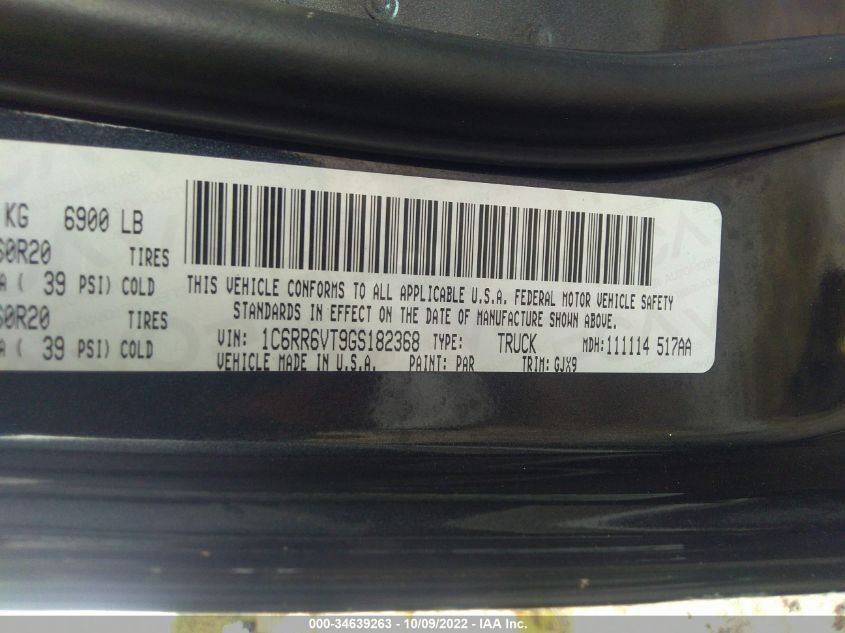 KG 6900 LB
60R20 TIRES
A ( 39 PSI) COLD
60R20 TIRES
A ( 39 PSI) COLD
THIS VEHICLE CONFORMS TO ALL APPLICABLE U.S.A. FEDERAL MOTOR VEHICLE SAFETY
STANDARDS IN EFFECT ON THE DATE OF MANUFACTURE SHOWN ABOVE.
VIN: 1C6RR6VT9GS182368 TYPE: TRUCK MDH:111114 517AA
VEHICLE MADE IN U.S.A. PAINT: PAR TRIM: GJX9
000-34639263 - 10/09/2022 - IAA Inc.